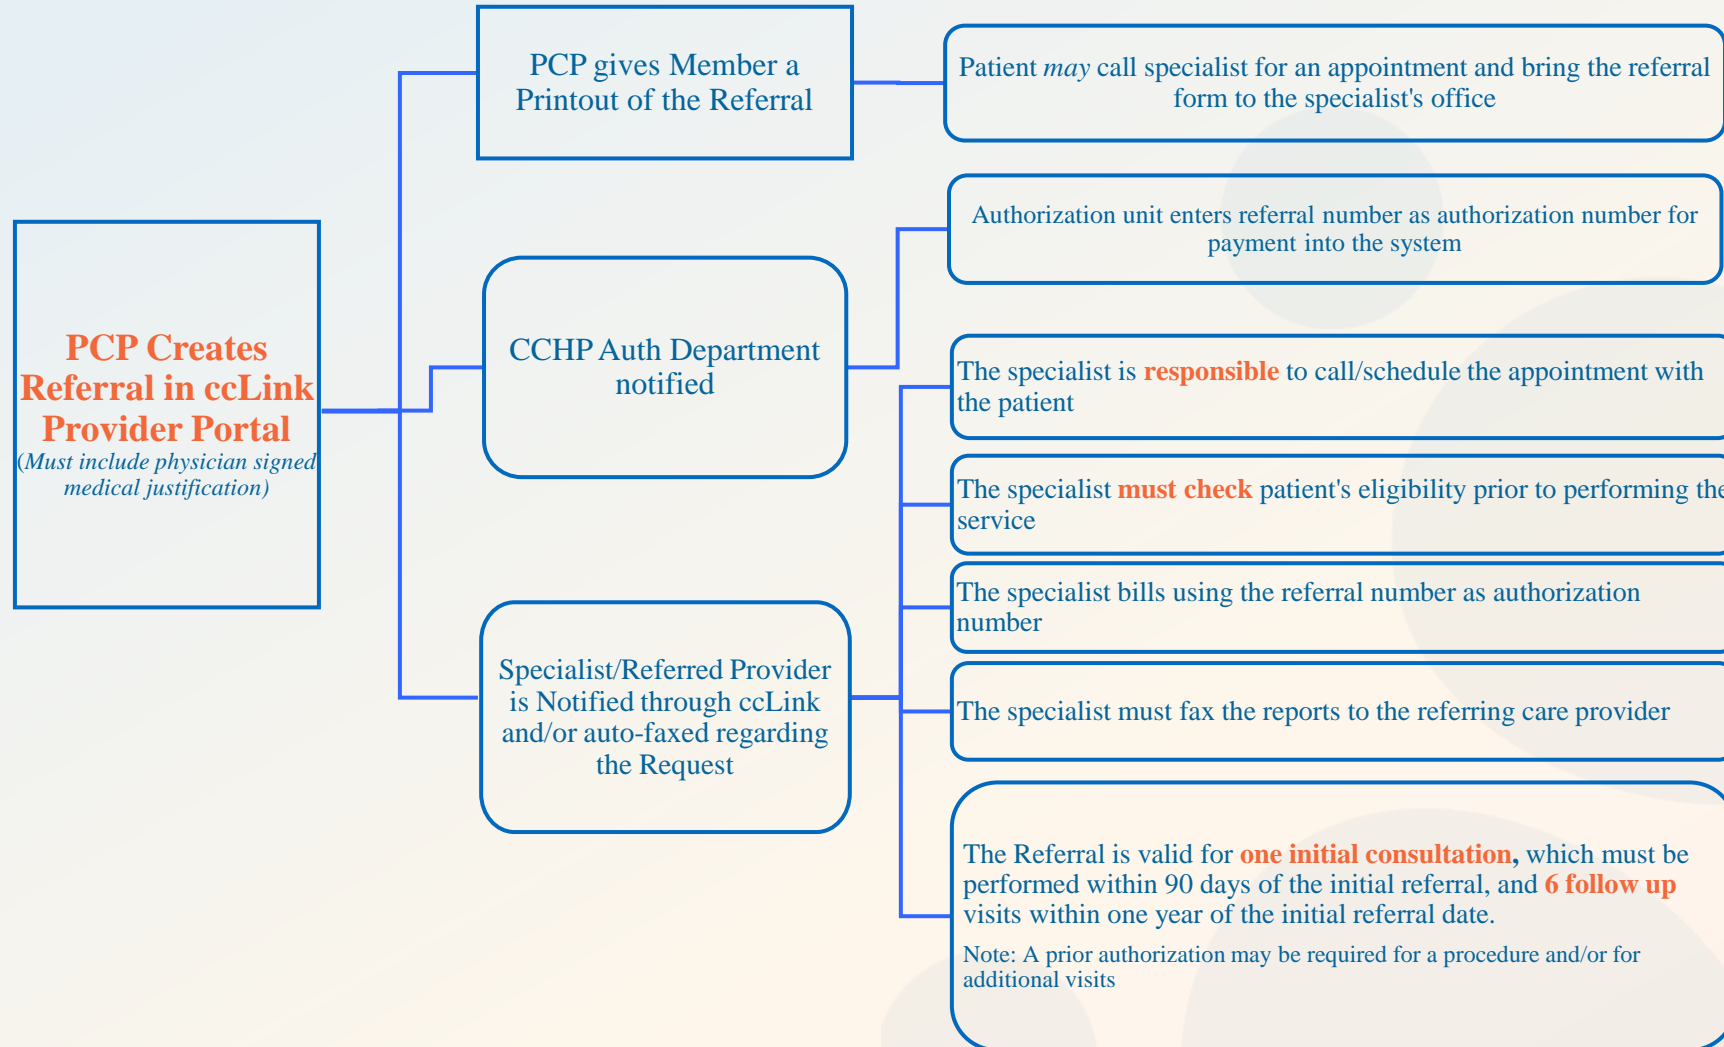 PCP gives Member a
Printout of the Referral
Patient may call specialist for an appointment and bring the referral
form to the specialist's office
Authorization unit enters referral number as authorization number for
payment into the system
PCP Creates
Referral in ccLink
Provider Portal
(Must include physician signed
medical justification)
CCHP Auth Department
notified
The specialist is responsible to call/schedule the appointment with
the patient
The specialist must check patient's eligibility prior to performing the
service
The specialist bills using the referral number as authorization
number
Specialist/Referred Provider
is Notified through ccLink
and/or auto-faxed regarding
the Request
The specialist must fax the reports to the referring care provider
The Referral is valid for one initial consultation, which must be
performed within 90 days of the initial referral, and 6 follow up
visits within one year of the initial referral date.
Note: A prior authorization may be required for a procedure and/or for
additional visits